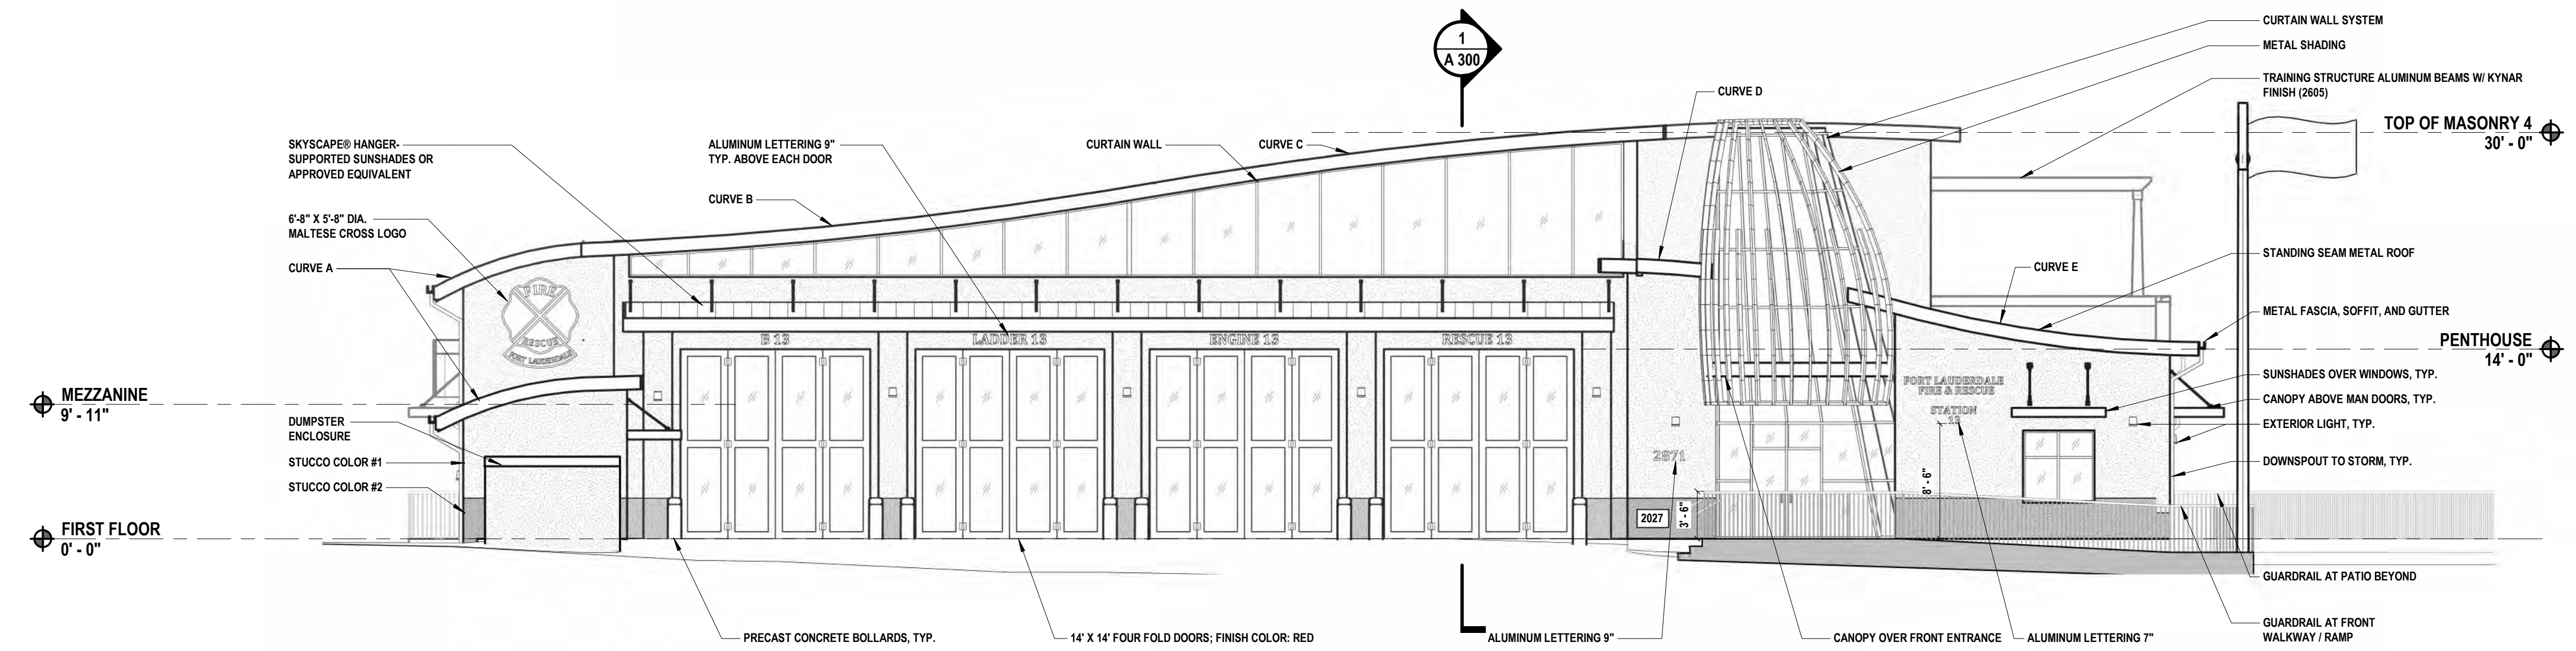 1
A 300
CURTAIN WALL SYSTEM
METAL SHADING
TRAINING STRUCTURE ALUMINUM BEAMS W/ KYNAR
FINISH (2605)
CURVE D
TOP OF MASONRY 4
30' - 0"
SKYSCAPE® HANGER-
SUPPORTED SUNSHADES OR
APPROVED EQUIVALENT
ALUMINUM LETTERING 9"
TYP. ABOVE EACH DOOR
CURTAIN WALL
CURVE C
CURVE B
6'-8" X 5'-8" DIA.
MALTESE CROSS LOGO
CURVE A
FIRE
RESCUE
FORT LAUDERDALE
STANDING SEAM METAL ROOF
CURVE E
METAL FASCIA, SOFFIT, AND GUTTER
B 13
LADDER 13
ENGINE 13
RESCUE 13
PENTHOUSE
14' - 0"
SUNSHADES OVER WINDOWS, TYP.
FORT LAUDERDALE
FIRE & RESCUE
STATION
13
MEZZANINE
9' - 11"
CANOPY ABOVE MAN DOORS, TYP.
EXTERIOR LIGHT, TYP.
DUMPSTER
ENCLOSURE
STUCCO COLOR #1
STUCCO COLOR #2
2871
DOWNSPOUT TO STORM, TYP.
8' - 6"
3' - 6"
2027
FIRST FLOOR
0' - 0"
GUARDRAIL AT PATIO BEYOND
GUARDRAIL AT FRONT
WALKWAY / RAMP
PRECAST CONCRETE BOLLARDS, TYP.
14' X 14' FOUR FOLD DOORS; FINISH COLOR: RED
ALUMINUM LETTERING 9"
CANOPY OVER FRONT ENTRANCE
ALUMINUM LETTERING 7"